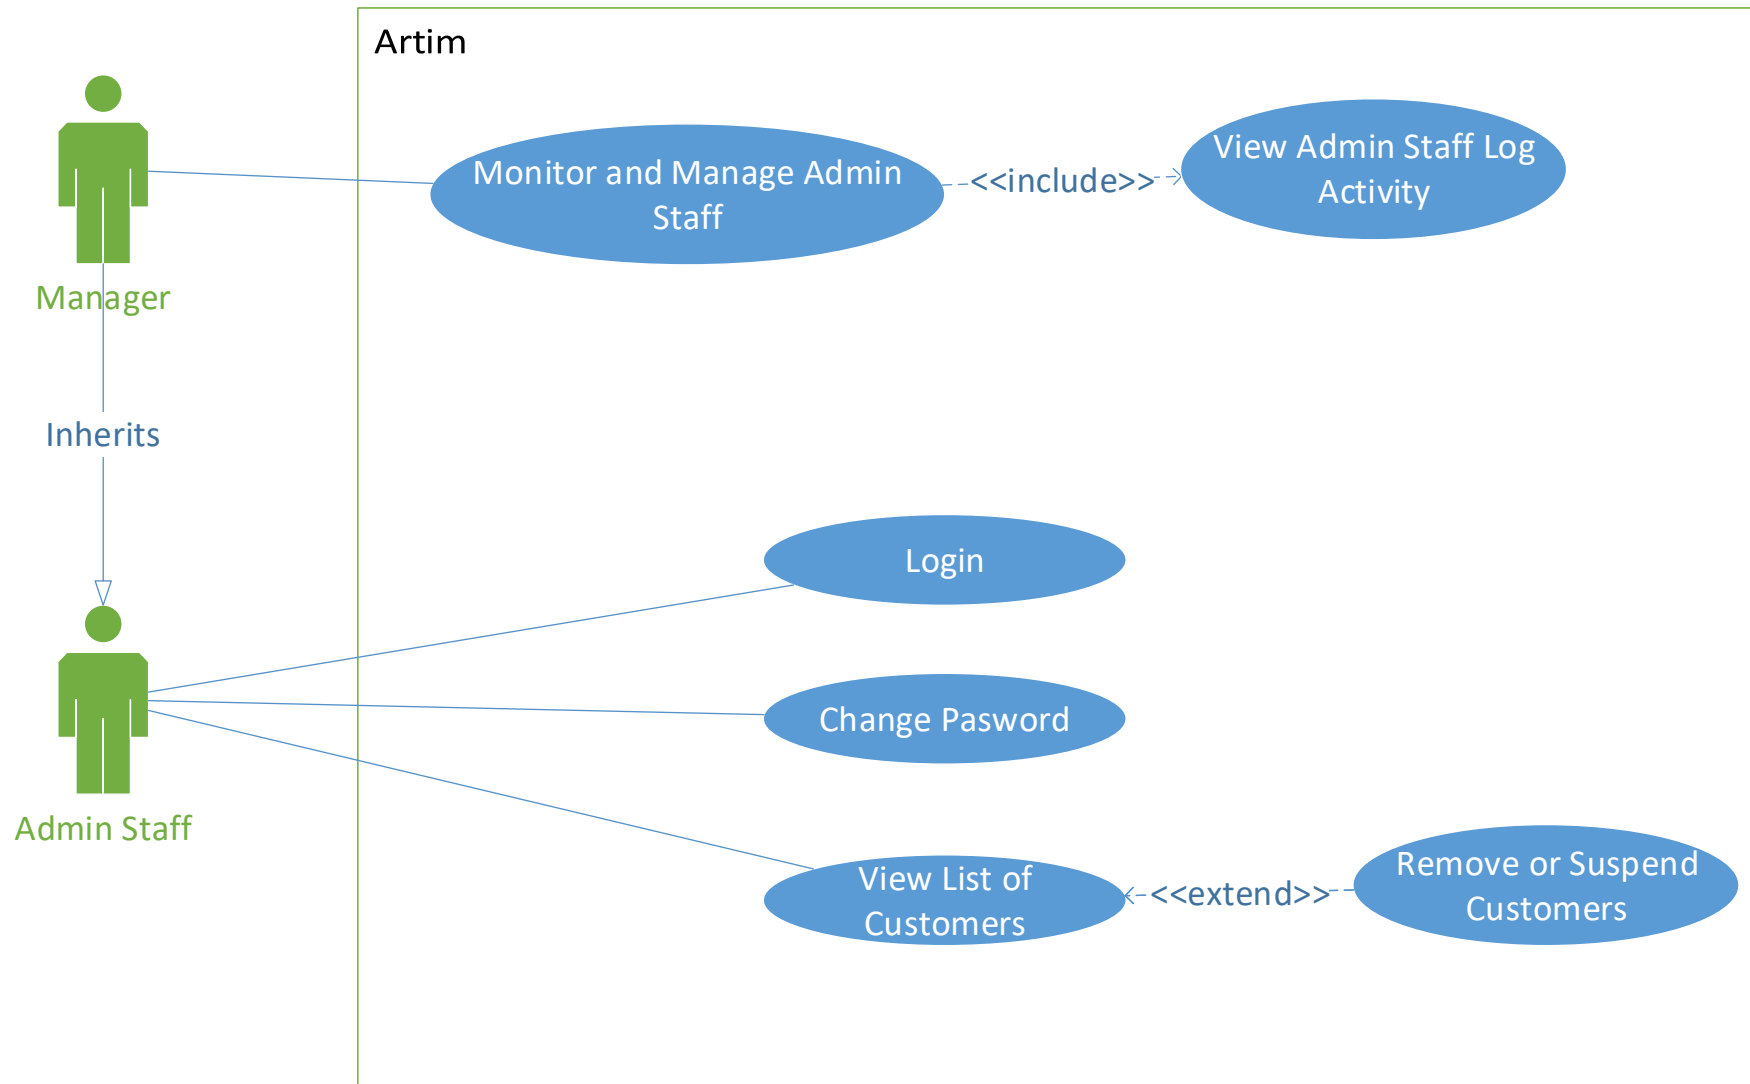 Artim
Monitor and Manage Admin
Staff
<<include>>
View Admin Staff Log
Activity
Manager
Inherits
Login
Change Pasword
Admin Staff
View List of
Customers
<<extend>>
Remove or Suspend
Customers